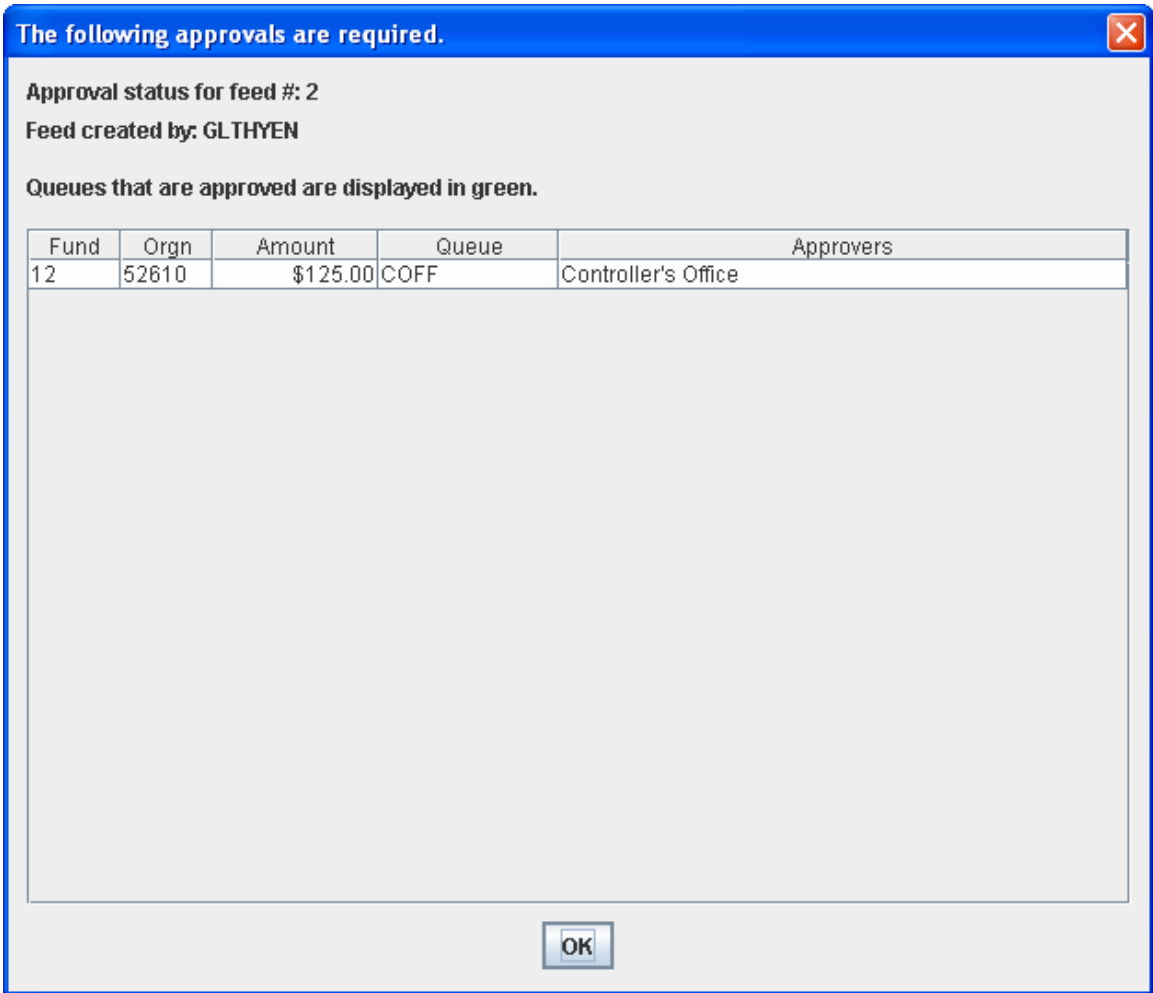 The following approvals are required.
Approval status for feed #: 2
Feed created by: GLTHYEN
Queues that are approved are displayed in green.
Fund Orgn Amount Queue Approvers
12 52610 $125.00 COFF Controller's Office
OK